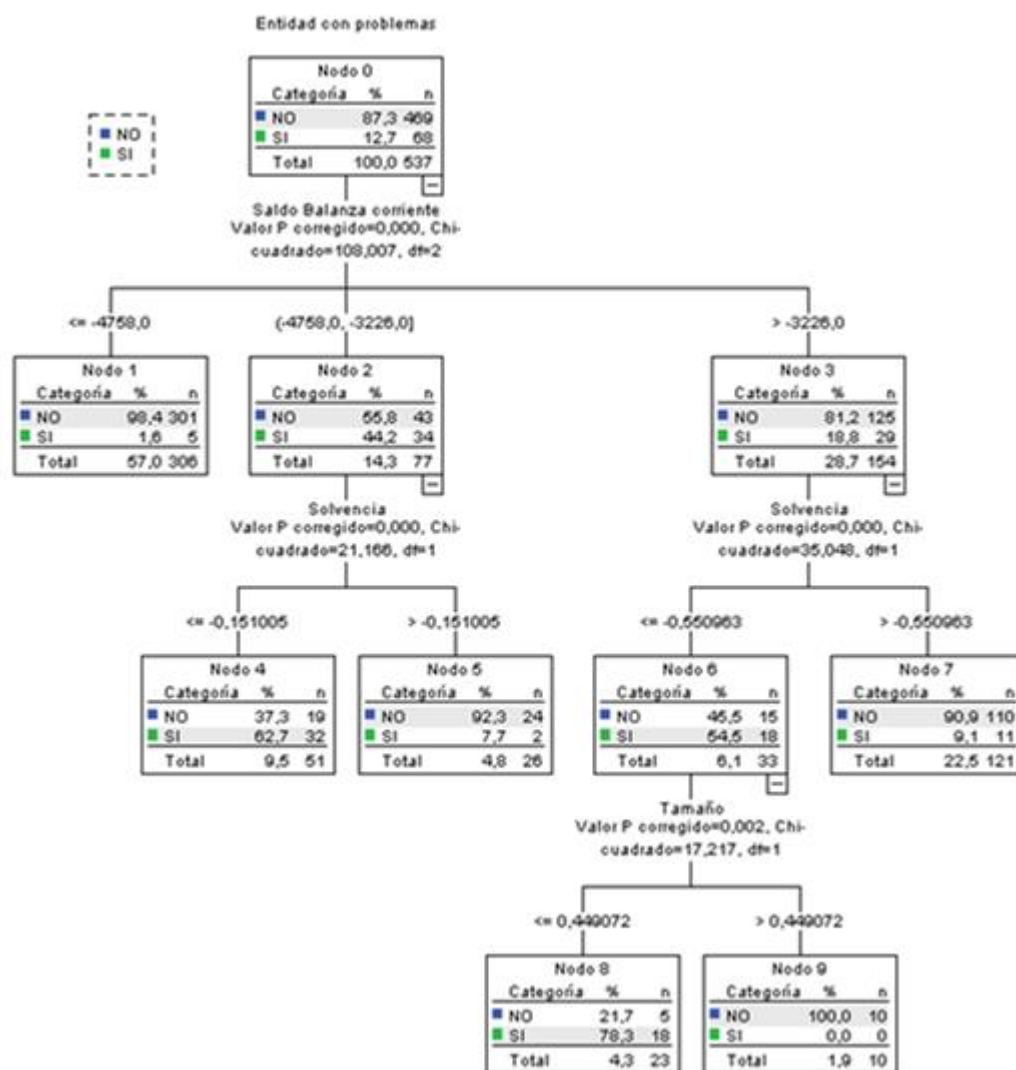 Entidad con problemas
NO
SI
Nodo 0
Categoría % n
NO 87,3 469
SI 12,7 68
Total 100,0 537
Saldo Balanza corriente
Valor P corregido=0,000, Chi-
cuadrado=108,007, df=2
<= -4758,0
(-4758,0, -3226,0]
> -3226,0
Nodo 1
Categoría % n
NO 98,4 301
SI 1,6 5
Total 57,0 306
Nodo 2
Categoría % n
NO 55,8 43
SI 44,2 34
Total 14,3 77
Nodo 3
Categoría % n
NO 81,2 125
SI 18,8 29
Total 28,7 154
Solvencia
Valor P corregido=0,000, Chi-
cuadrado=21,166, df=1
Solvencia
Valor P corregido=0,000, Chi-
cuadrado=35,048, df=1
<= -0,151005
> -0,151005
<= -0,550963
> -0,550963
Nodo 4
Categoría % n
NO 37,3 19
SI 62,7 32
Total 9,5 51
Nodo 5
Categoría % n
NO 92,3 24
SI 7,7 2
Total 4,8 26
Nodo 6
Categoría % n
NO 45,5 15
SI 54,5 18
Total 6,1 33
Nodo 7
Categoría % n
NO 90,9 110
SI 9,1 11
Total 22,5 121
Tamaño
Valor P corregido=0,002, Chi-
cuadrado=17,217, df=1
<= 0,449072
> 0,449072
Nodo 8
Categoría % n
NO 21,7 5
SI 78,3 18
Total 4,3 23
Nodo 9
Categoría % n
NO 100,0 10
SI 0,0 0
Total 1,9 10